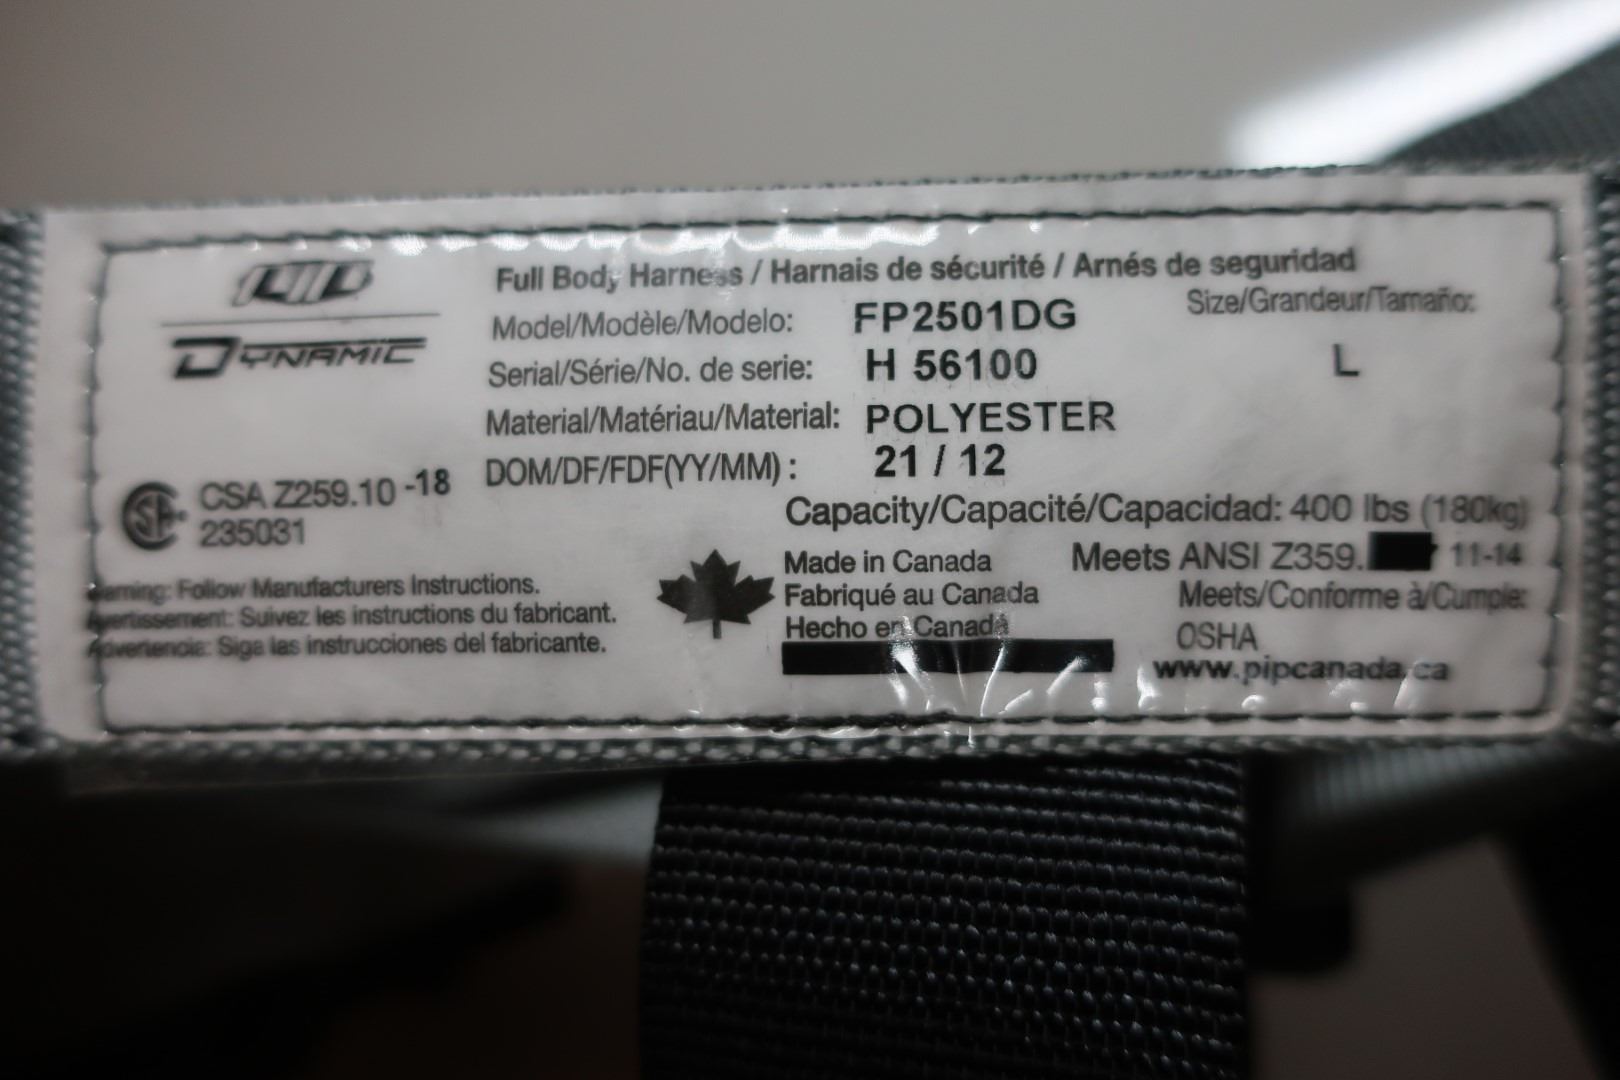 PIP
DYNAMIC
Full Body Harness / Harnais de sécurité / Arnés de seguridad
Model/Modèle/Modelo: FP2501DG
Size/Grandeur/Tamaño:
L
Serial/Série/No. de serie: H 56100
Material/Matériau/Material: POLYESTER
DOM/DF/FDF(YY/MM) : 21 / 12
CSA Z259.10 -18
235031
Capacity/Capacité/Capacidad: 400 lbs (180kg)
Made in Canada
Fabriqué au Canada
Hecho en Canadá
Meets ANSI Z359. 11-14
Meets/Conforme à/Cumple:
OSHA
www.pipcanada.ca
Warning: Follow Manufacturers Instructions.
Avertissement: Suivez les instructions du fabricant.
Advertencia: Siga las instrucciones del fabricante.